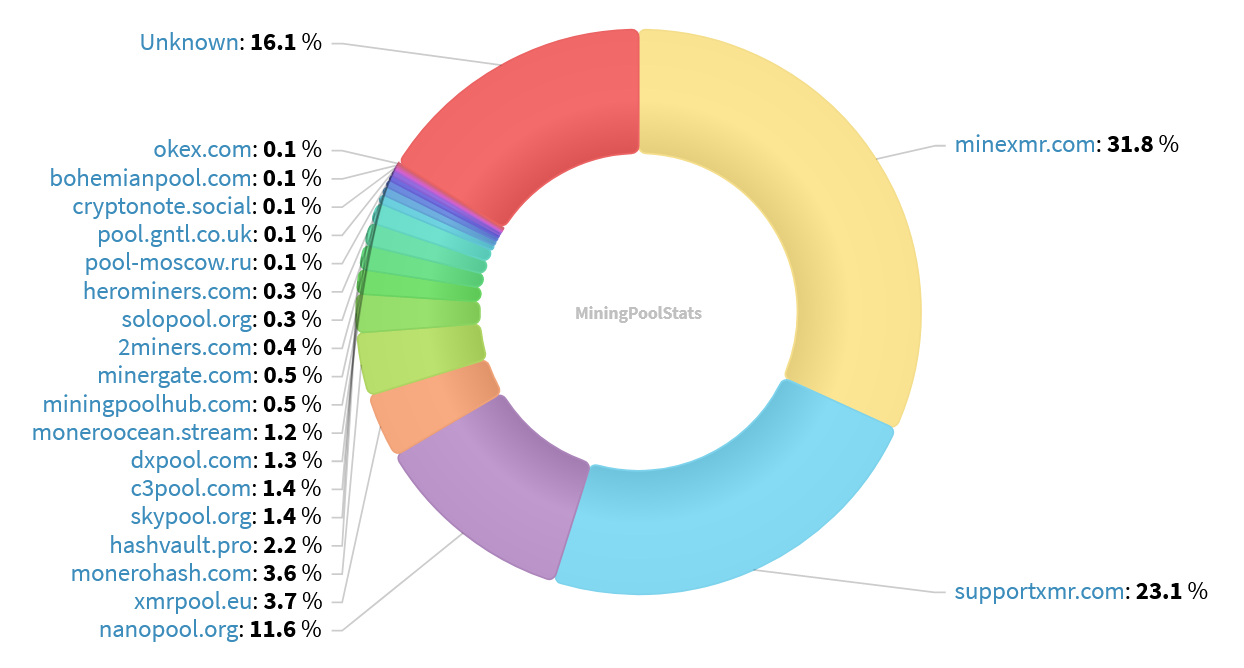 Unknown: 16.1 %
okex.com: 0.1 %
bohemianpool.com: 0.1 %
cryptonote.social: 0.1 %
pool.gntl.co.uk: 0.1 %
pool-moscow.ru: 0.1 %
herominers.com: 0.3 %
solopool.org: 0.3 %
2miners.com: 0.4 %
minergate.com: 0.5 %
miningpoolhub.com: 0.5 %
moneroocean.stream: 1.2 %
dxpool.com: 1.3 %
c3pool.com: 1.4 %
skypool.org: 1.4 %
hashvault.pro: 2.2 %
monerohash.com: 3.6 %
xmrpool.eu: 3.7 %
nanopool.org: 11.6 %
MiningPoolStats
minexmr.com: 31.8 %
supportxmr.com: 23.1 %